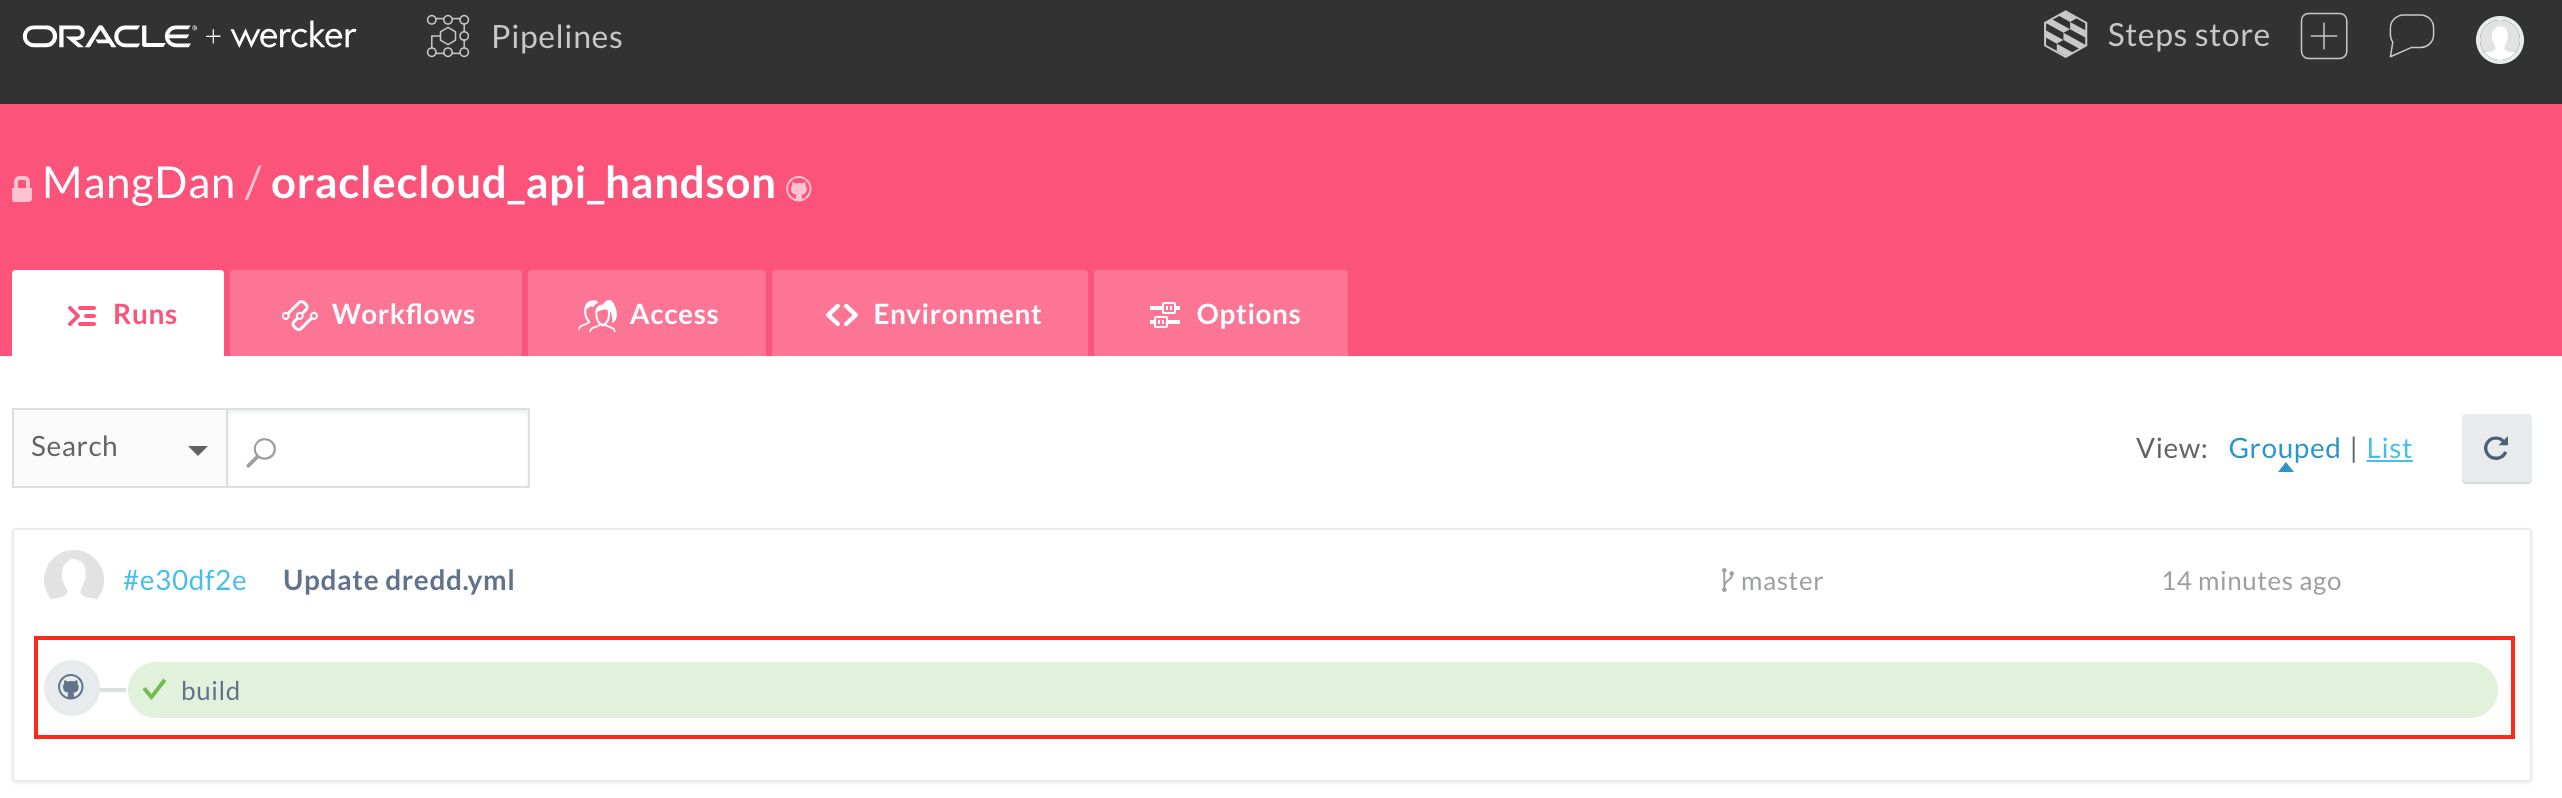 ORACLE + wercker Pipelines Steps store
MangDan / oraclecloud_api_handson
Runs Workflows Access Environment Options
Search View: Grouped | List
#e30df2e Update dredd.yml master 14 minutes ago
build